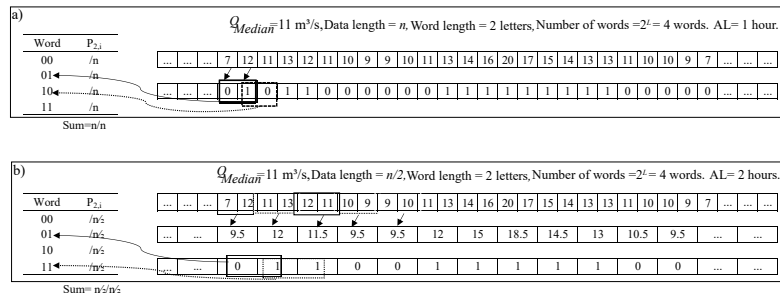 a)
Q Median=11 m³/s, Data length = n, Word length = 2 letters, Number of words =2ᴸ= 4 words. AL= 1 hour.
Word P2,i
00 /n
01 /n
10 /n
11 /n
Sum=n/n
... ... ... 7 12 11 13 12 11 10 9 9 10 11 13 14 16 20 17 16 13 14 12 11 10 10 9 7 ... ... ...
... ... ... 0 1 0 1 1 0 0 0 0 0 0 1 1 1 1 1 1 1 1 1 0 0 0 0 0 ... ... ...
b)
Q Median=11 m³/s, Data length = n/2, Word length = 2 letters, Number of words =2ᴸ= 4 words. AL= 2 hours.
Word P2,i
00 /n⁄2
01 /n⁄2
10 /n⁄2
11 /n⁄2
Sum= n⁄2/n⁄2
... ... ... 7 12 11 13 12 11 10 9 9 10 11 13 14 16 20 17 16 13 14 12 11 10 10 9 7 ... ... ...
... ... 9.5 12 11.5 9.5 9.5 12 15 18.5 14.5 13 10.5 9.5 ... ...
... ... 0 1 1 0 0 1 1 1 1 1 0 0 ... ...